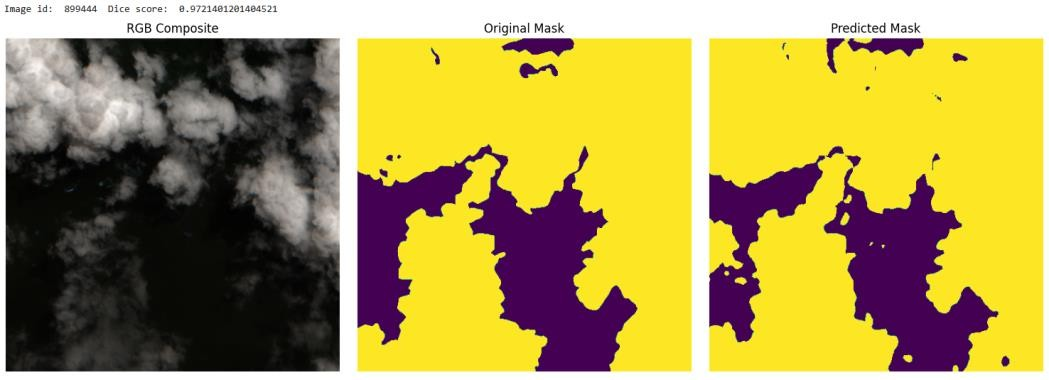 Image id: 899444 Dice score: 0.9721401201404521
RGB Composite
Original Mask
Predicted Mask